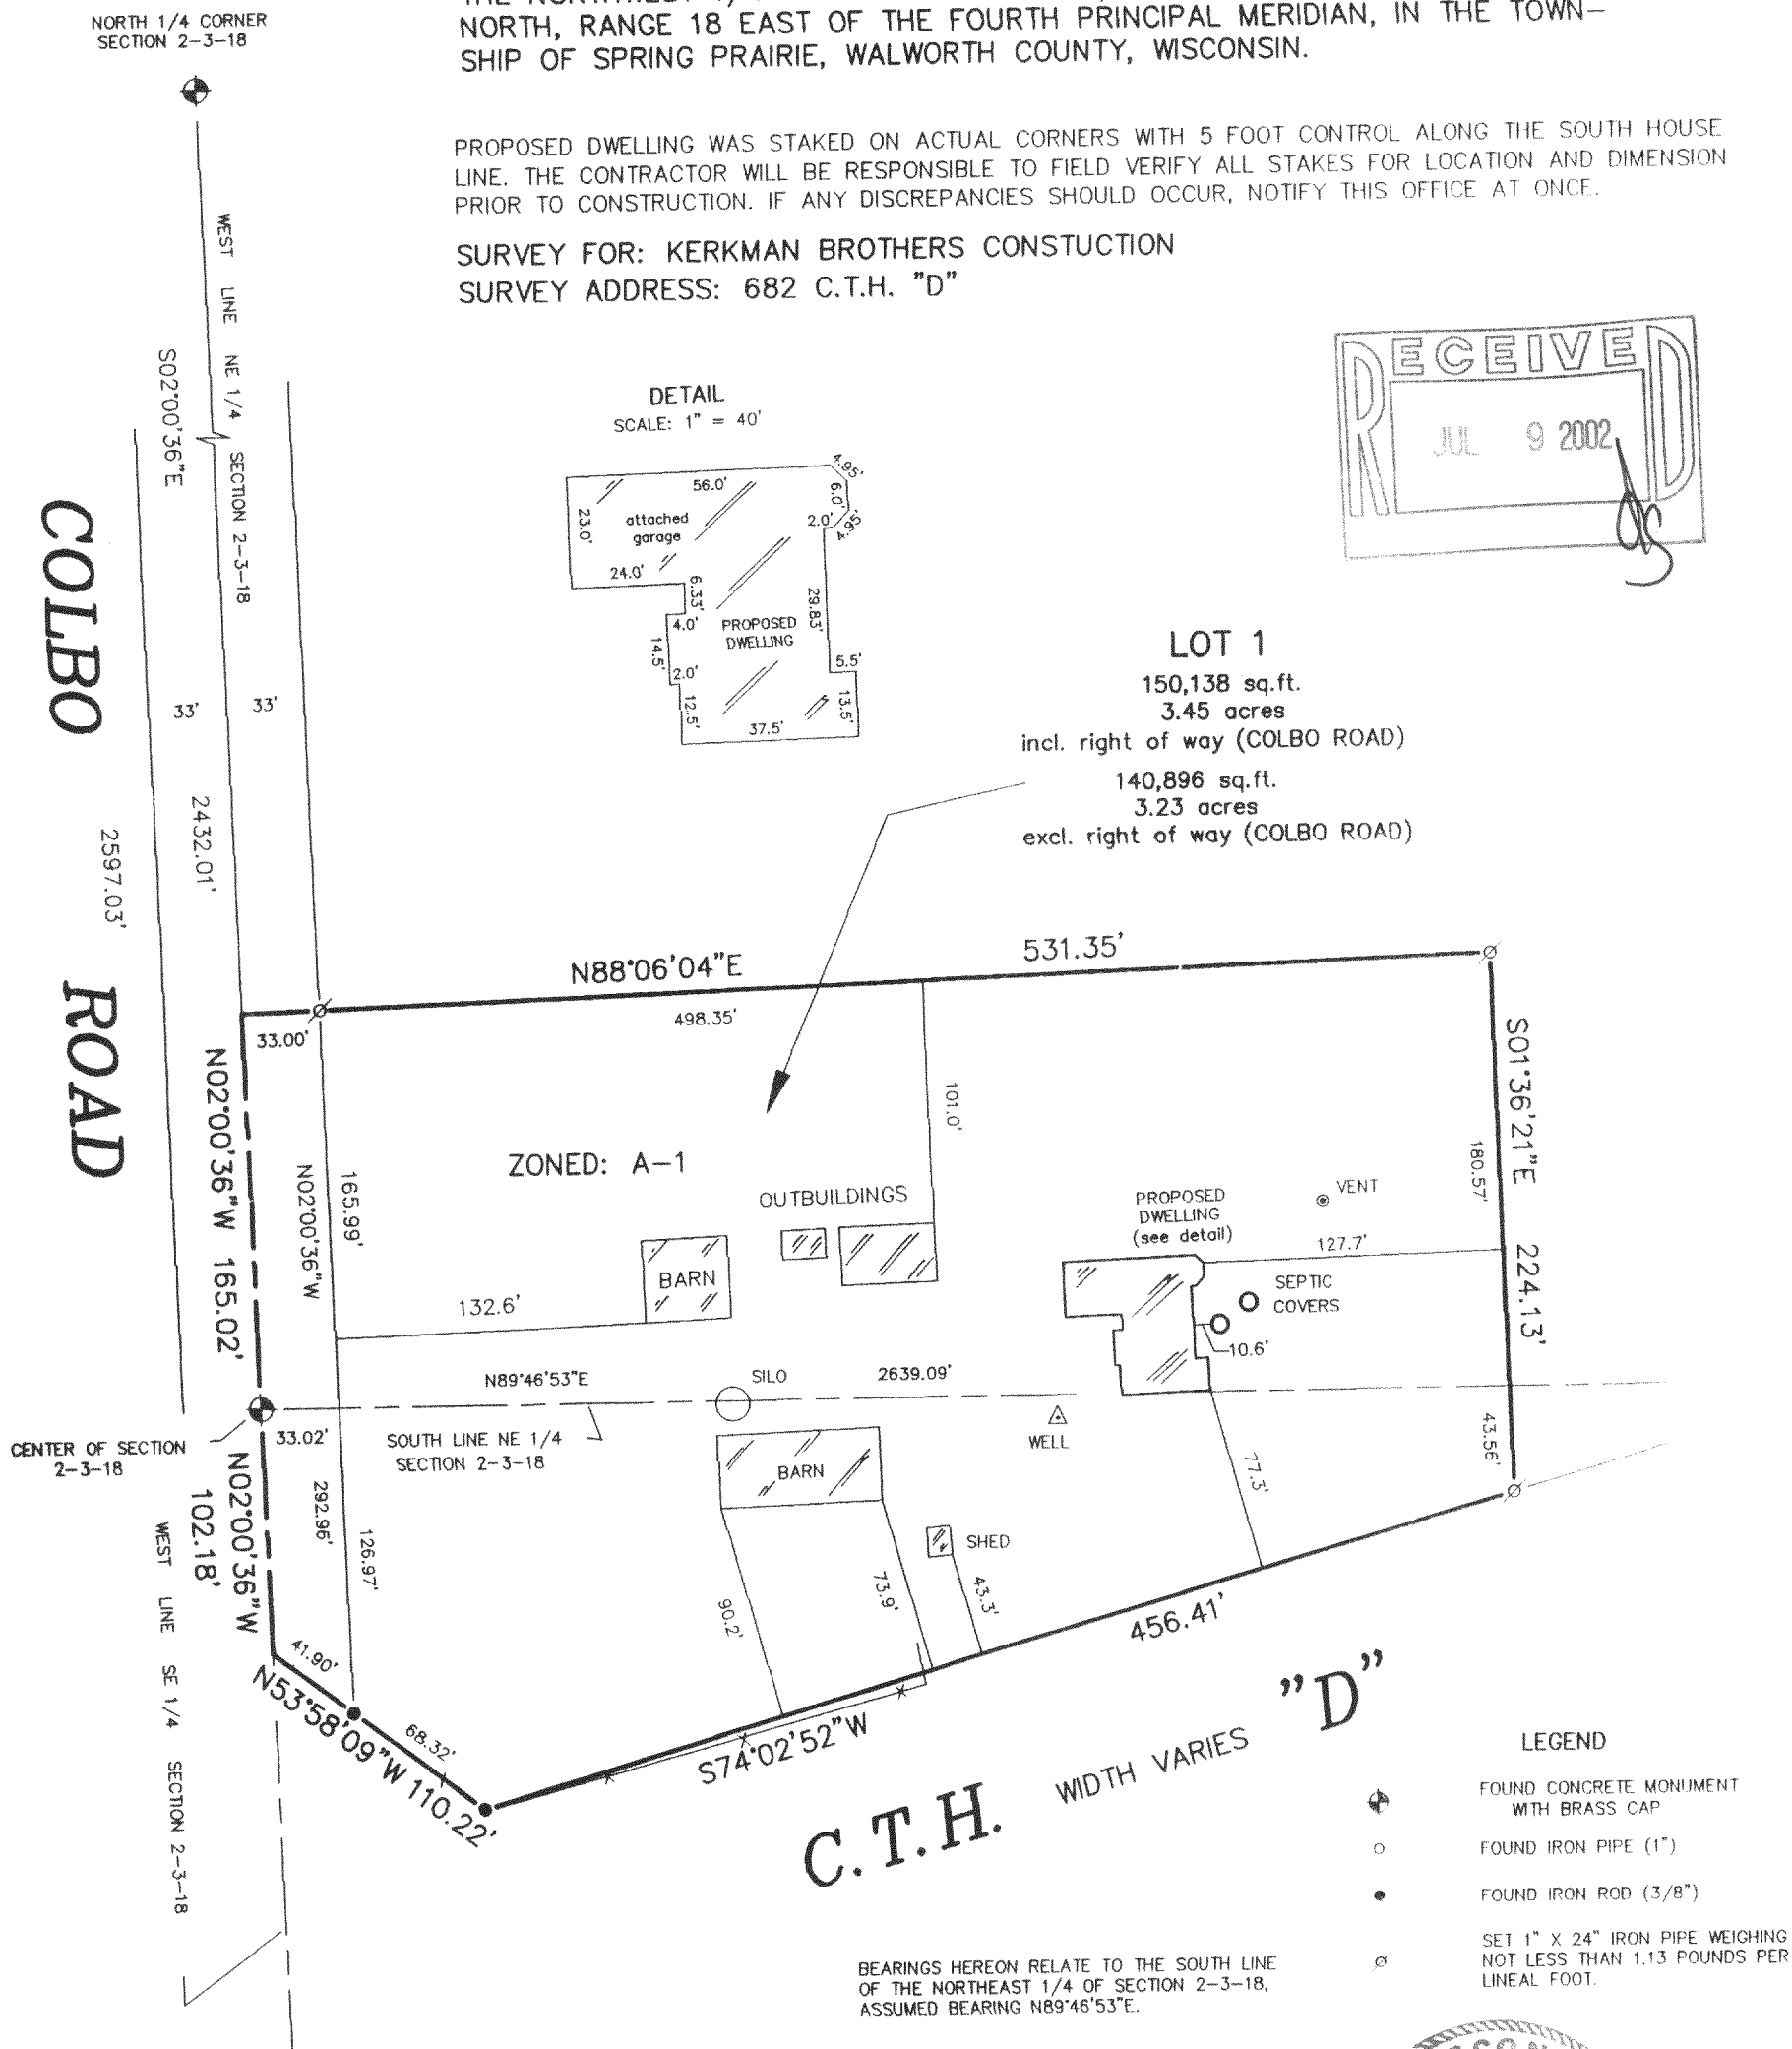 NORTH 1/4 CORNER
SECTION 2-3-18
NORTH, RANGE 18 EAST OF THE FOURTH PRINCIPAL MERIDIAN, IN THE TOWN-
SHIP OF SPRING PRAIRIE, WALWORTH COUNTY, WISCONSIN.
PROPOSED DWELLING WAS STAKED ON ACTUAL CORNERS WITH 5 FOOT CONTROL ALONG THE SOUTH HOUSE
LINE. THE CONTRACTOR WILL BE RESPONSIBLE TO FIELD VERIFY ALL STAKES FOR LOCATION AND DIMENSION
PRIOR TO CONSTRUCTION. IF ANY DISCREPANCIES SHOULD OCCUR, NOTIFY THIS OFFICE AT ONCE.
SURVEY FOR: KERKMAN BROTHERS CONSTUCTION
SURVEY ADDRESS: 682 C.T.H. "D"
RECEIVED
JUL 9 2002
WEST LINE NE 1/4 SECTION 2-3-18
S02°00'36"E
COLBO ROAD
33'
33'
2432.01'
2597.03'
DETAIL
SCALE: 1" = 40'
56.0'
4.95'
6.0'
4.95'
2.0'
23.0'
attached
garage
24.0'
6.33'
4.0'
PROPOSED
DWELLING
29.83'
14.5'
2.0'
5.5'
12.5'
13.5'
37.5'
LOT 1
150,138 sq.ft.
3.45 acres
incl. right of way (COLBO ROAD)
140,896 sq.ft.
3.23 acres
excl. right of way (COLBO ROAD)
N88°06'04"E
531.35'
33.00'
498.35'
N02°00'36"W 165.02'
N02°00'36"W
165.99'
101.0'
S01°36'21"E 224.13'
180.57'
ZONED: A-1
OUTBUILDINGS
BARN
132.6'
PROPOSED
DWELLING
(see detail)
VENT
127.7'
SEPTIC
COVERS
10.6'
N89°46'53"E
SILO
2639.09'
CENTER OF SECTION
2-3-18
33.02'
SOUTH LINE NE 1/4
SECTION 2-3-18
WELL
BARN
43.56'
77.3'
N02°00'36"W
102.18'
292.96'
126.97'
WEST LINE SE 1/4 SECTION 2-3-18
SHED
90.2'
73.9'
43.3'
41.90'
N53°58'09"W 110.22'
68.32'
456.41'
S74°02'52"W
C.T.H. WIDTH VARIES "D"
LEGEND
FOUND CONCRETE MONUMENT
WITH BRASS CAP
FOUND IRON PIPE (1")
FOUND IRON ROD (3/8")
SET 1" X 24" IRON PIPE WEIGHING
NOT LESS THAN 1.13 POUNDS PER
LINEAL FOOT.
BEARINGS HEREON RELATE TO THE SOUTH LINE
OF THE NORTHEAST 1/4 OF SECTION 2-3-18,
ASSUMED BEARING N89°46'53"E.